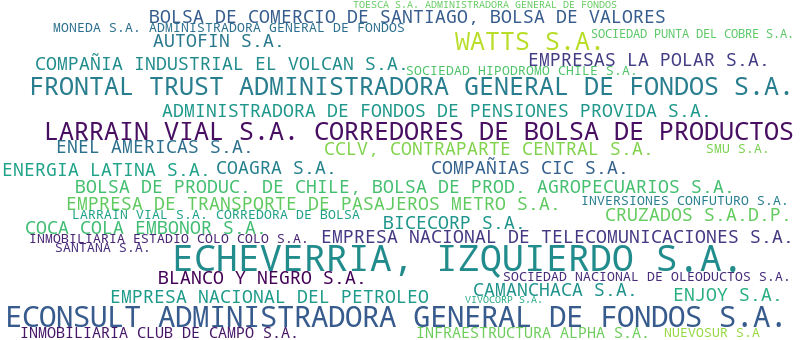 TOESCA S.A. ADMINISTRADORA GENERAL DE FONDOS
BOLSA DE COMERCIO DE SANTIAGO, BOLSA DE VALORES
MONEDA S.A. ADMINISTRADORA GENERAL DE FONDOS
SOCIEDAD PUNTA DEL COBRE S.A.
AUTOFIN S.A.
WATTS S.A.
EMPRESAS LA POLAR S.A.
COMPAÑIA INDUSTRIAL EL VOLCAN S.A.
SOCIEDAD HIPODROMO CHILE S.A.
FRONTAL TRUST ADMINISTRADORA GENERAL DE FONDOS S.A.
ADMINISTRADORA DE FONDOS DE PENSIONES PROVIDA S.A.
LARRAIN VIAL S.A. CORREDORES DE BOLSA DE PRODUCTOS
ENEL AMERICAS S.A.
CCLV, CONTRAPARTE CENTRAL S.A.
SMU S.A.
ENERGIA LATINA S.A.
COAGRA S.A.
COMPAÑIAS CIC S.A.
BOLSA DE PRODUC. DE CHILE, BOLSA DE PROD. AGROPECUARIOS S.A.
EMPRESA DE TRANSPORTE DE PASAJEROS METRO S.A.
INVERSIONES CONFUTURO S.A.
LARRAIN VIAL S.A. CORREDORA DE BOLSA
CRUZADOS S.A.D.P.
COCA COLA EMBONOR S.A.
BICECORP S.A.
INMOBILIARIA ESTADIO COLO COLO S.A.
EMPRESA NACIONAL DE TELECOMUNICACIONES S.A.
SANTANA S.A.
ECHEVERRIA, IZQUIERDO S.A.
BLANCO Y NEGRO S.A.
SOCIEDAD NACIONAL DE OLEODUCTOS S.A.
EMPRESA NACIONAL DEL PETROLEO
CAMANCHACA S.A.
VIVOCORP S.A.
ENJOY S.A.
ECONSULT ADMINISTRADORA GENERAL DE FONDOS S.A.
INMOBILIARIA CLUB DE CAMPO S.A.
INFRAESTRUCTURA ALPHA S.A.
NUEVOSUR S.A